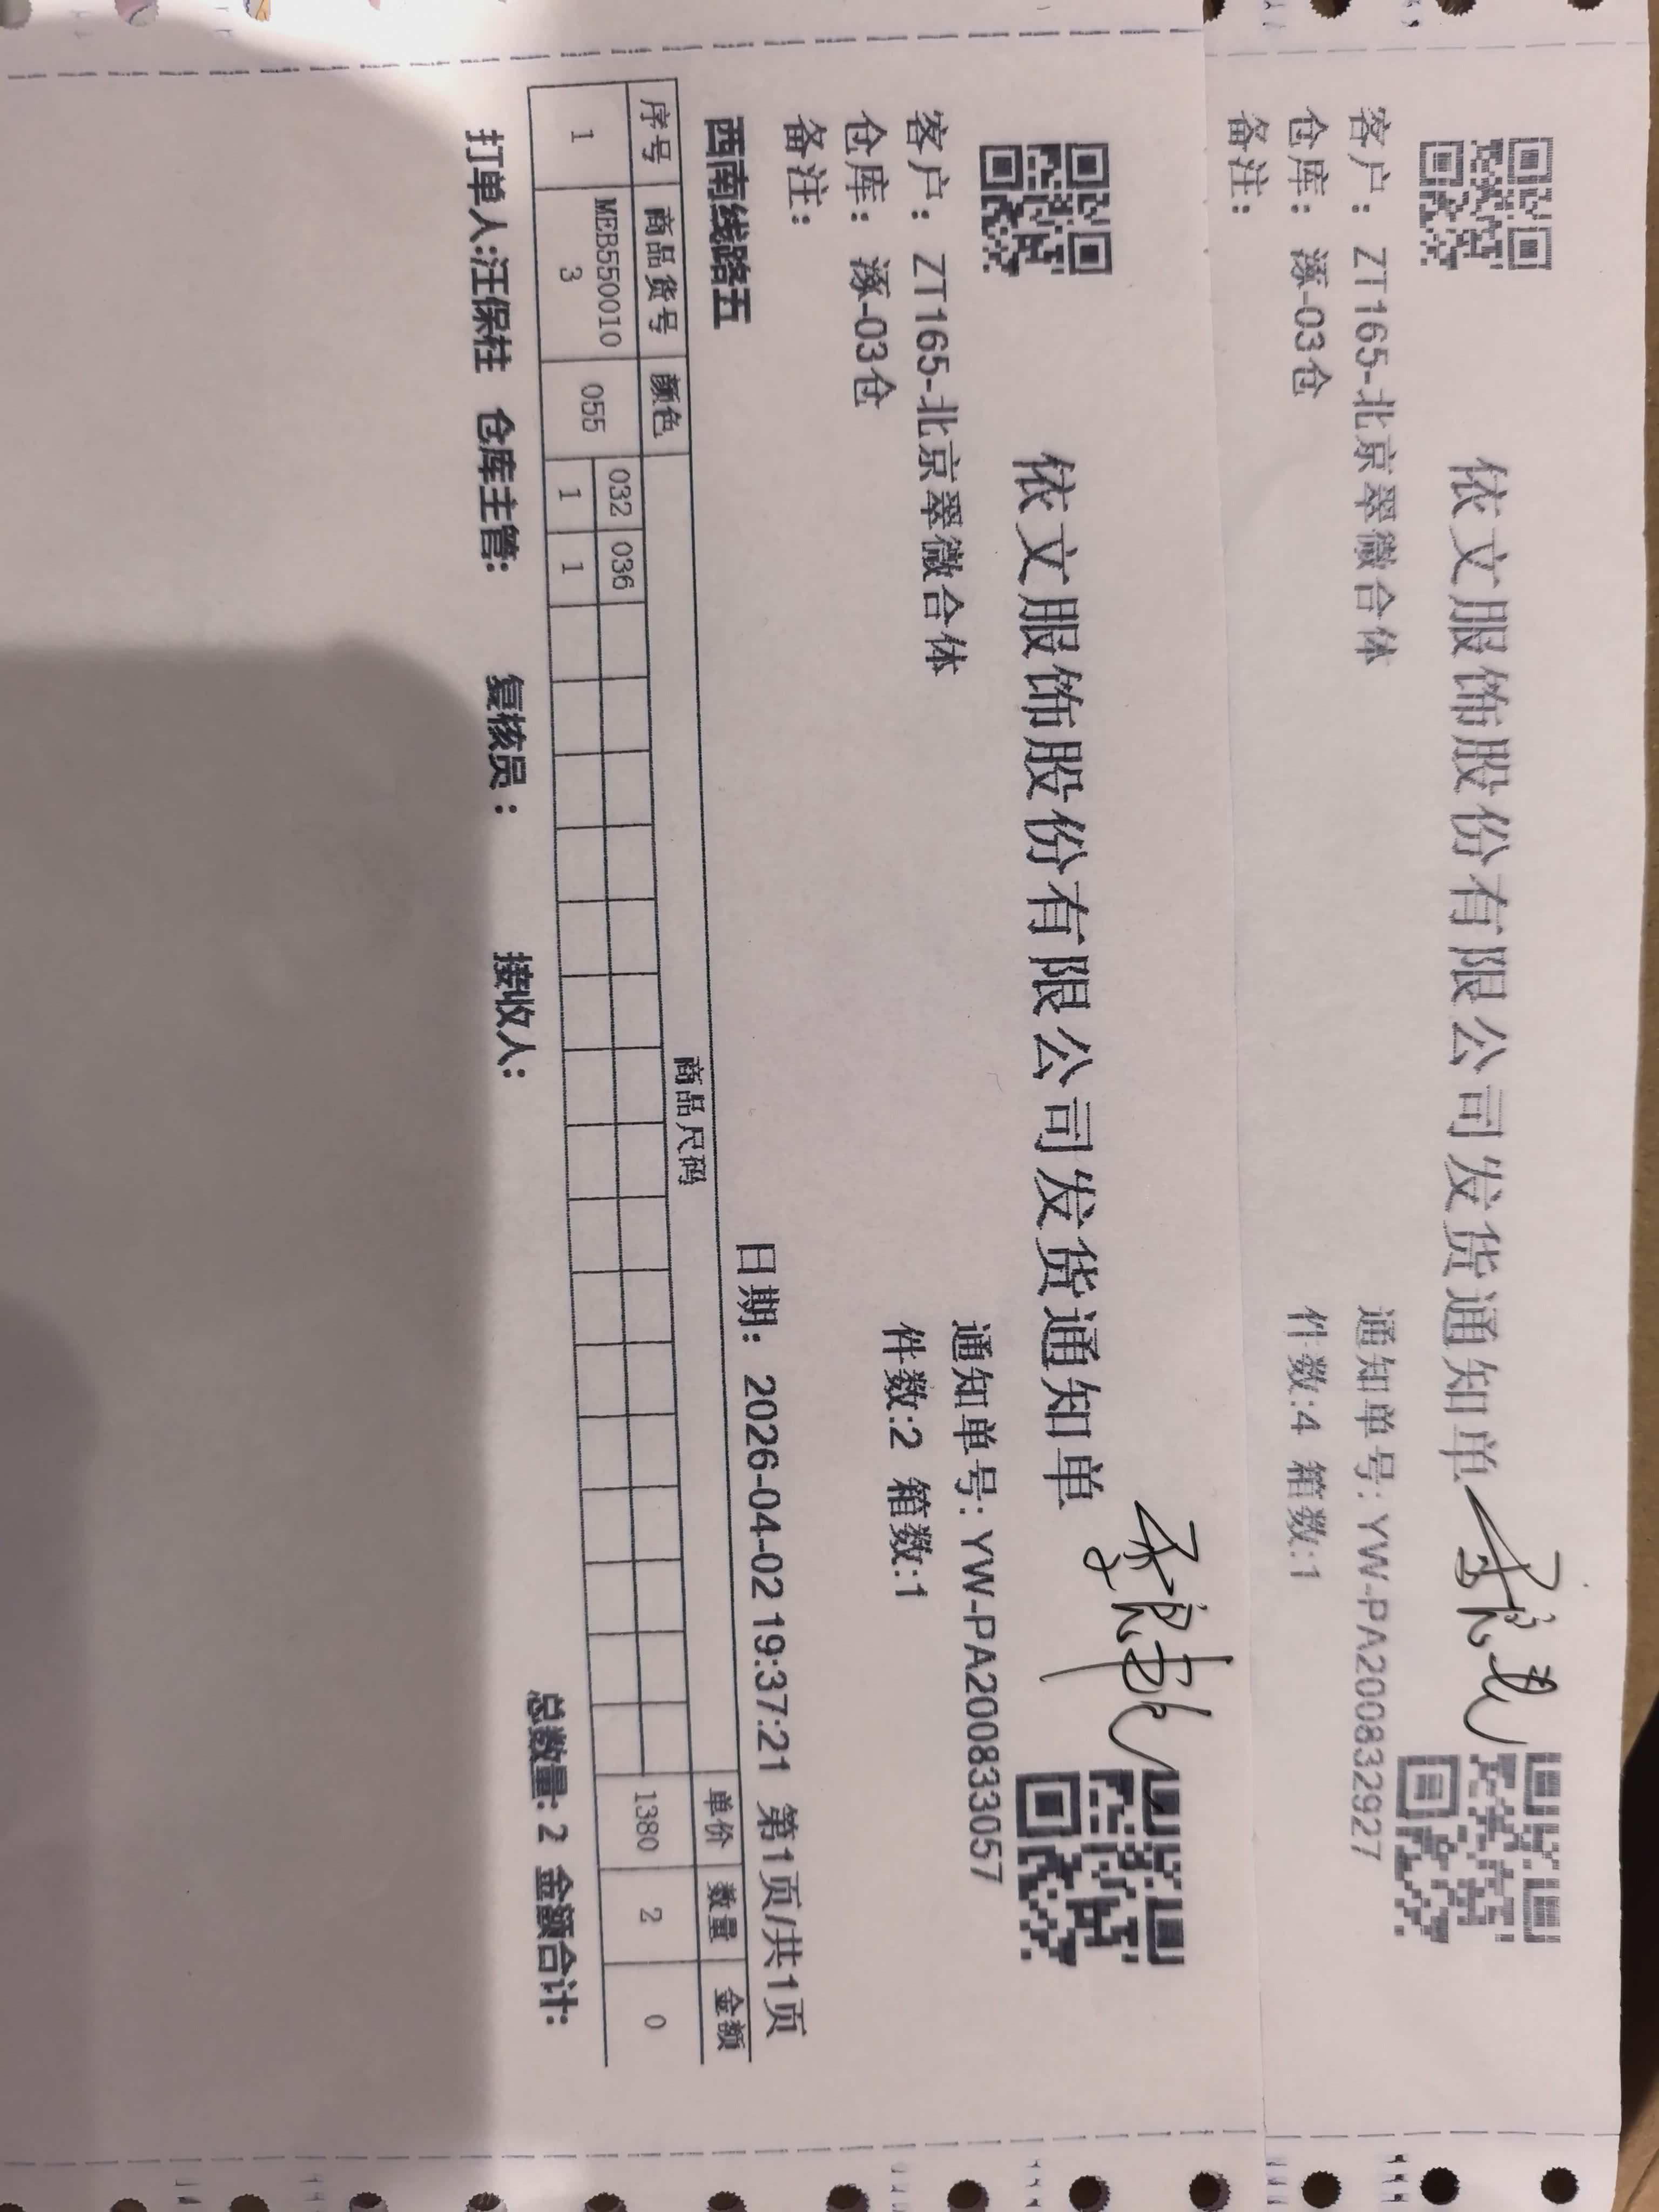 依文服饰股份有限公司发货通知单
客户：ZT165-北京翠微合体
通知单号：YW-PA200832927
仓库：涿-03仓
件数:4 箱数:1
备注：
依文服饰股份有限公司发货通知单
客户：ZT165-北京翠微合体
通知单号：YW-PA200833057
仓库：涿-03仓
件数:2 箱数:1
备注：
西南线路五
日期：2026-04-02 19:37:21 第1页/共1页
序号 商品货号 颜色 商品尺码 单价 数量 金额
032 036
1 MEB550010
3 055 1 1 1380 2 0
打单人:汪保柱 仓库主管： 复核员： 接收人： 总数量: 2 金额合计: